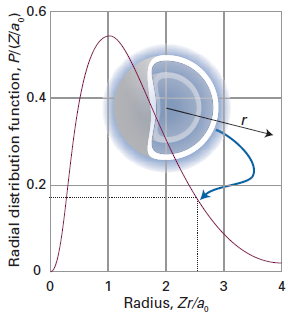 Radial distribution function, P/(Z/a₀)
0.6
0.4
0.2
0
r
0 1 2 3 4
Radius, Zr/a₀